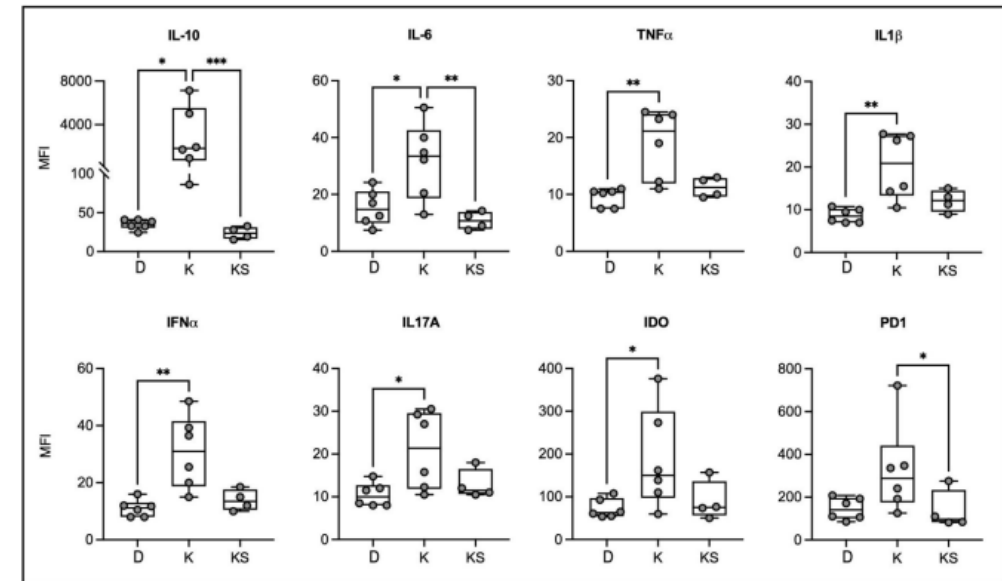 IL-10 IL-6 TNFα IL1β
* *** * ** ** **
8000 60 30 40
4000 40 20 30
MFI 100 20 10 20
50 10
0 0 0 0
D K KS D K KS D K KS D K KS
IFNα IL17A IDO PD1
** * * *
60 40 400 800
40 30 300 600
MFI 20 200 400
20 10 100 200
0 0 0 0
D K KS D K KS D K KS D K KS